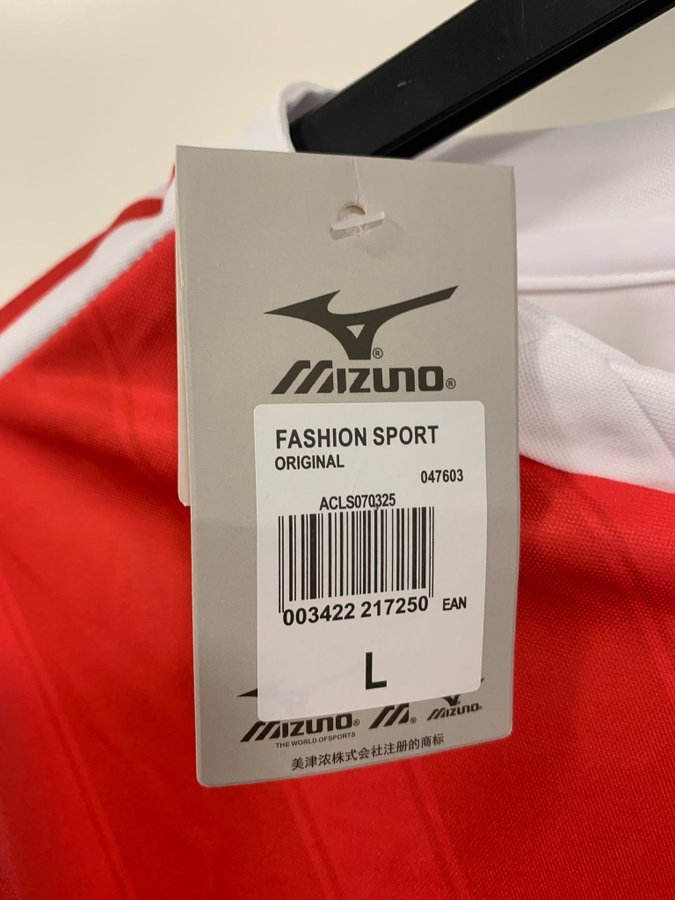 MIZUNO®
FASHION SPORT
ORIGINAL
047603
ACLS070325
003422 217250 EAN
L
MIZUNO® M® MIZUNO®
THE WORLD OF SPORTS
美津浓株式会社注册的商标